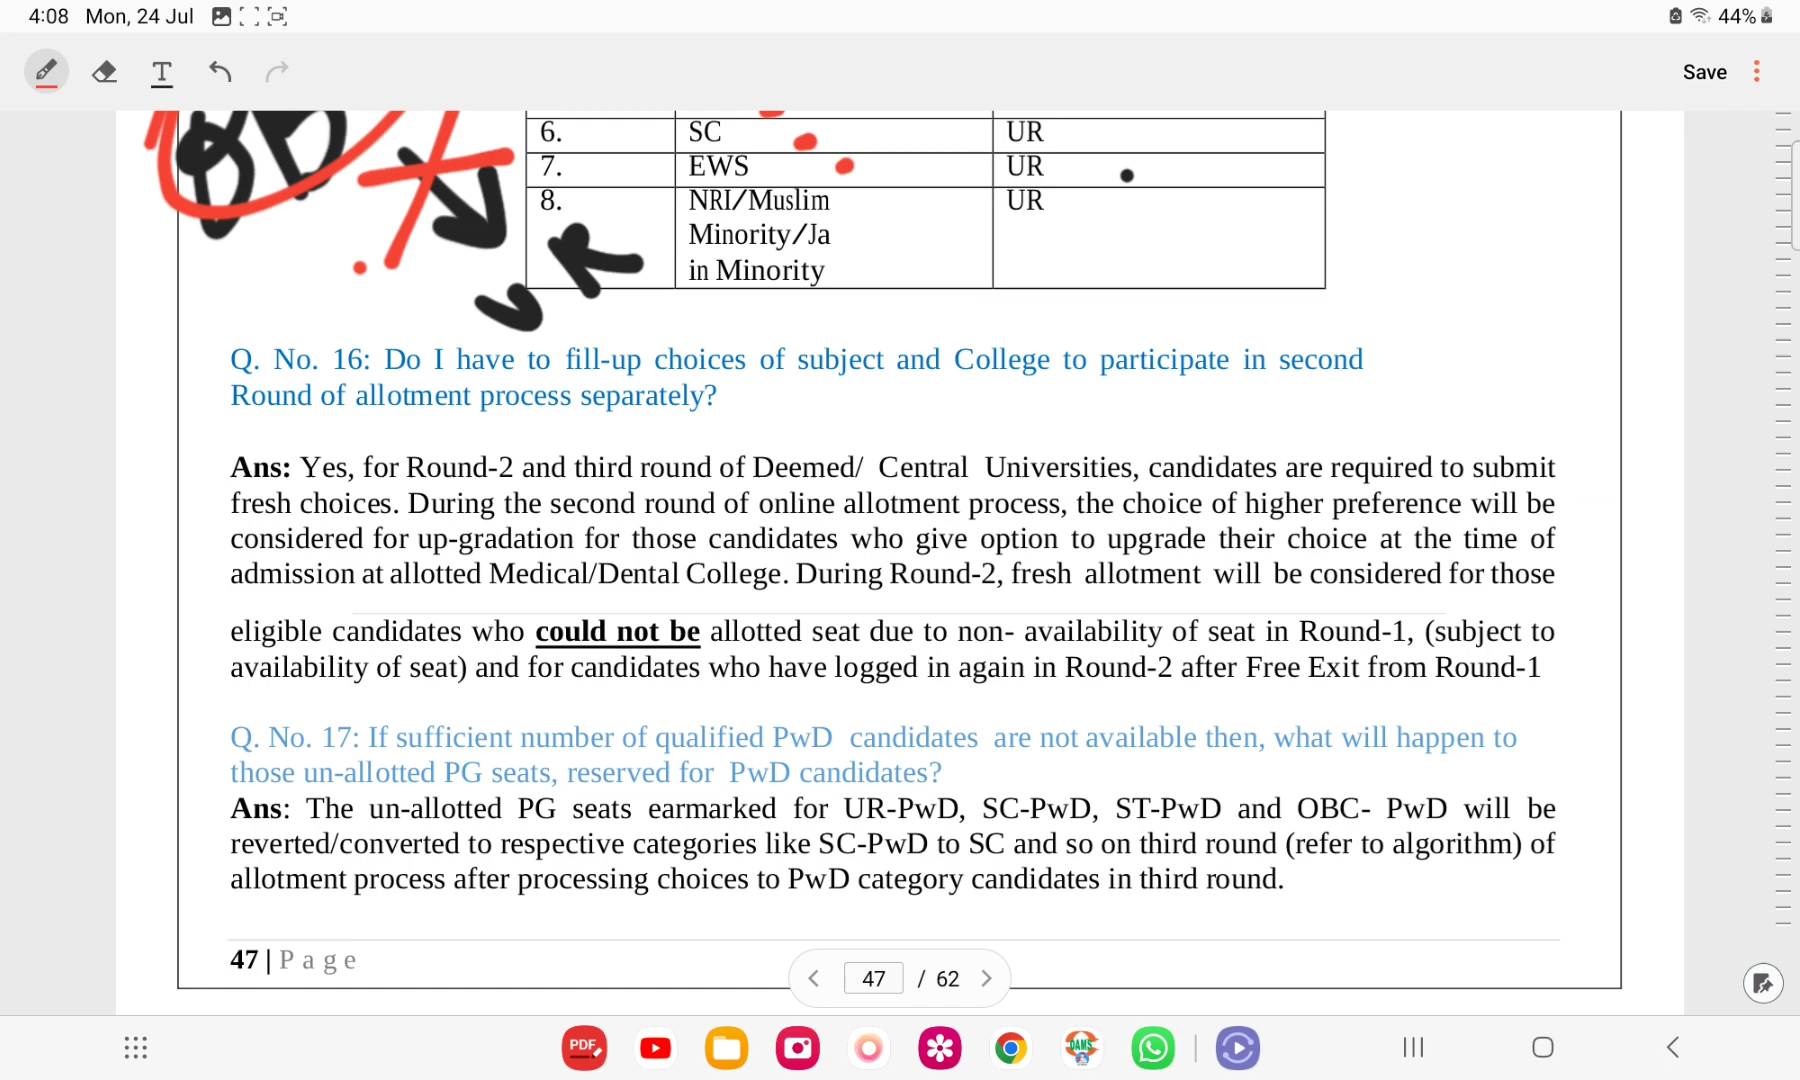 4:08 Mon, 24 Jul 44%
T Save
6. SC UR
7. EWS UR
8. NRI/Muslim UR
Minority/Ja
in Minority
UR
Q. No. 16: Do I have to fill-up choices of subject and College to participate in second
Round of allotment process separately?
Ans: Yes, for Round-2 and third round of Deemed/ Central Universities, candidates are required to submit
fresh choices. During the second round of online allotment process, the choice of higher preference will be
considered for up-gradation for those candidates who give option to upgrade their choice at the time of
admission at allotted Medical/Dental College. During Round-2, fresh allotment will be considered for those
eligible candidates who could not be allotted seat due to non- availability of seat in Round-1, (subject to
availability of seat) and for candidates who have logged in again in Round-2 after Free Exit from Round-1
Q. No. 17: If sufficient number of qualified PwD candidates are not available then, what will happen to
those un-allotted PG seats, reserved for PwD candidates?
Ans: The un-allotted PG seats earmarked for UR-PwD, SC-PwD, ST-PwD and OBC- PwD will be
reverted/converted to respective categories like SC-PwD to SC and so on third round (refer to algorithm) of
allotment process after processing choices to PwD category candidates in third round.
47 | Page
47 / 62
PDF DAMS